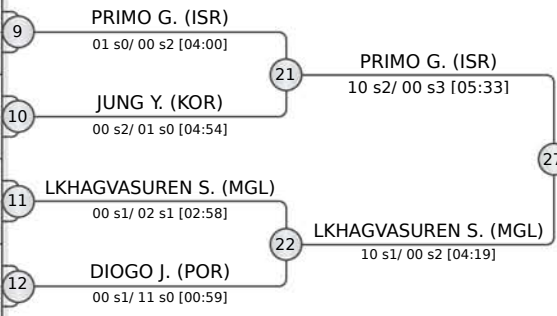 PRIMO G. (ISR)
9
01 s0/ 00 s2 [04:00]
PRIMO G. (ISR)
21
10 s2/ 00 s3 [05:33]
JUNG Y. (KOR)
10
00 s2/ 01 s0 [04:54]
27
LKHAGVASUREN S. (MGL)
11
00 s1/ 02 s1 [02:58]
LKHAGVASUREN S. (MGL)
22
10 s1/ 00 s2 [04:19]
DIOGO J. (POR)
12
00 s1/ 11 s0 [00:59]